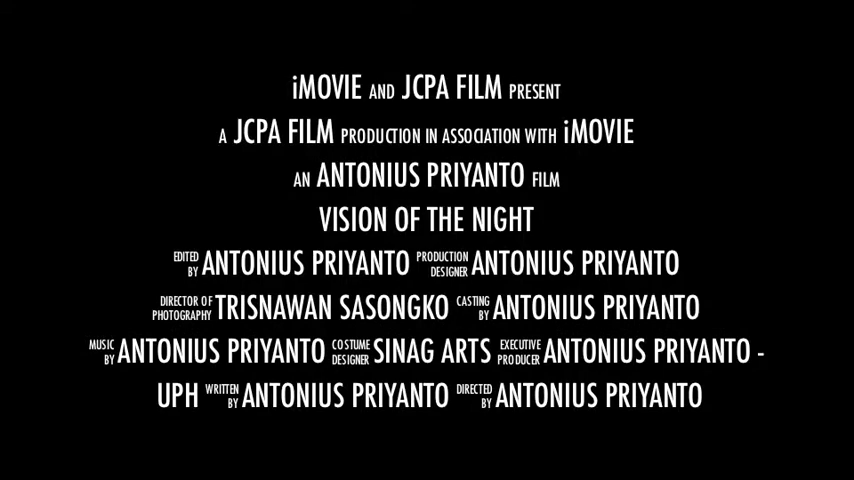 iMOVIE AND JCPA FILM PRESENT
A JCPA FILM PRODUCTION IN ASSOCIATION WITH iMOVIE
AN ANTONIUS PRIYANTO FILM
VISION OF THE NIGHT
EDITED BY ANTONIUS PRIYANTO PRODUCTION DESIGNER ANTONIUS PRIYANTO
DIRECTOR OF PHOTOGRAPHY TRISNAWAN SASONGKO CASTING BY ANTONIUS PRIYANTO
MUSIC BY ANTONIUS PRIYANTO COSTUME DESIGNER SINAG ARTS EXECUTIVE PRODUCER ANTONIUS PRIYANTO -
UPH WRITTEN BY ANTONIUS PRIYANTO DIRECTED BY ANTONIUS PRIYANTO